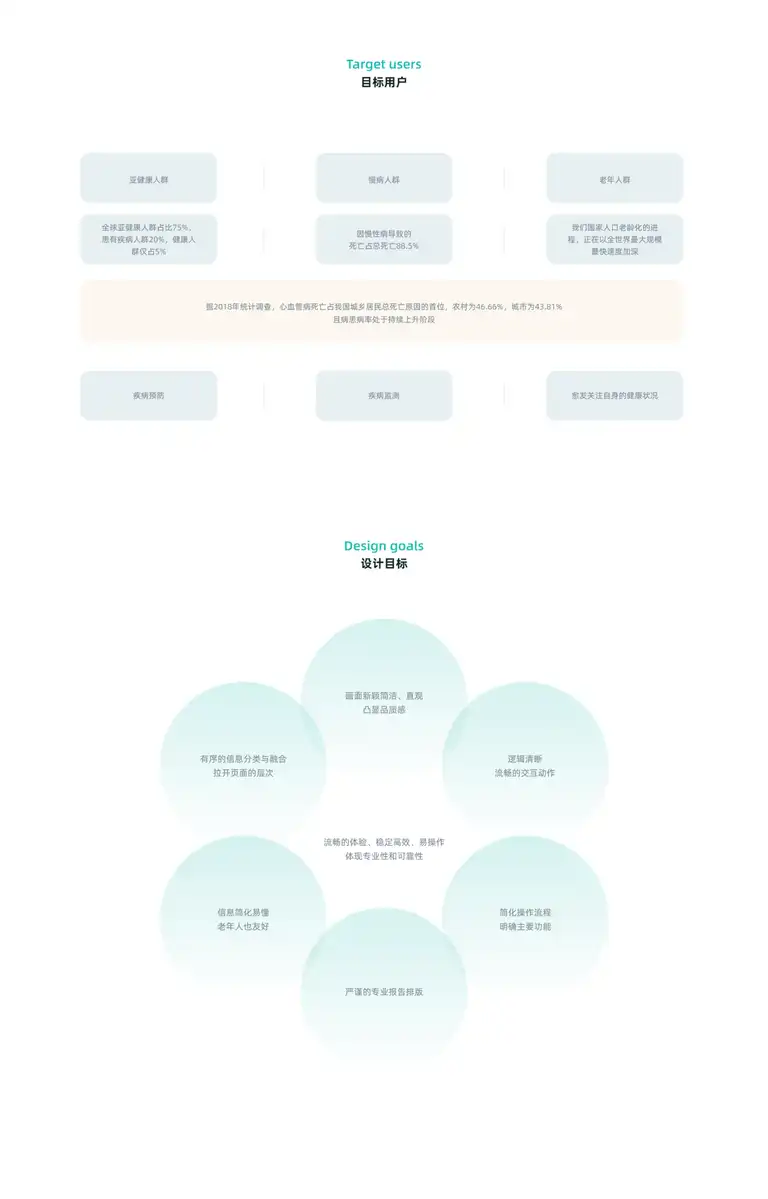 Target users
目标用户
亚健康人群
慢病人群
老年人群
全球亚健康人群占比75%，
患有疾病人群20%，健康人
群仅占5%
因慢性病导致的
死亡占总死亡88.5%
我们国家人口老龄化的进
程，正在以全世界最大规模
最快速度加深
据2018年统计调查，心血管病死亡占我国城乡居民总死亡原因的首位，农村为46.66%，城市为43.81%
且病患病率处于持续上升阶段
疾病预防
疾病监测
愈发关注自身的健康状况
Design goals
设计目标
画面新颖简洁、直观
凸显品质感
有序的信息分类与融合
拉开页面的层次
逻辑清晰
流畅的交互动作
流畅的体验、稳定高效、易操作
体现专业性和可靠性
信息简化易懂
老年人也友好
简化操作流程
明确主要功能
严谨的专业报告排版